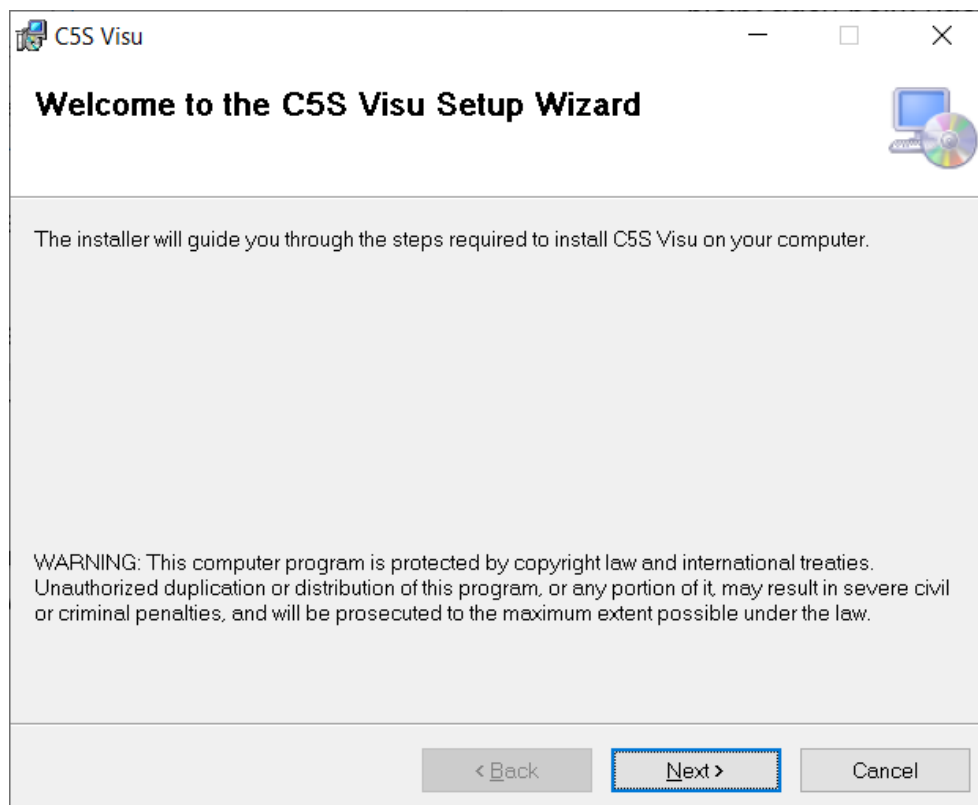 C5S Visu
Welcome to the C5S Visu Setup Wizard
The installer will guide you through the steps required to install C5S Visu on your computer.
WARNING: This computer program is protected by copyright law and international treaties.
Unauthorized duplication or distribution of this program, or any portion of it, may result in severe civil
or criminal penalties, and will be prosecuted to the maximum extent possible under the law.
< Back
Next >
Cancel